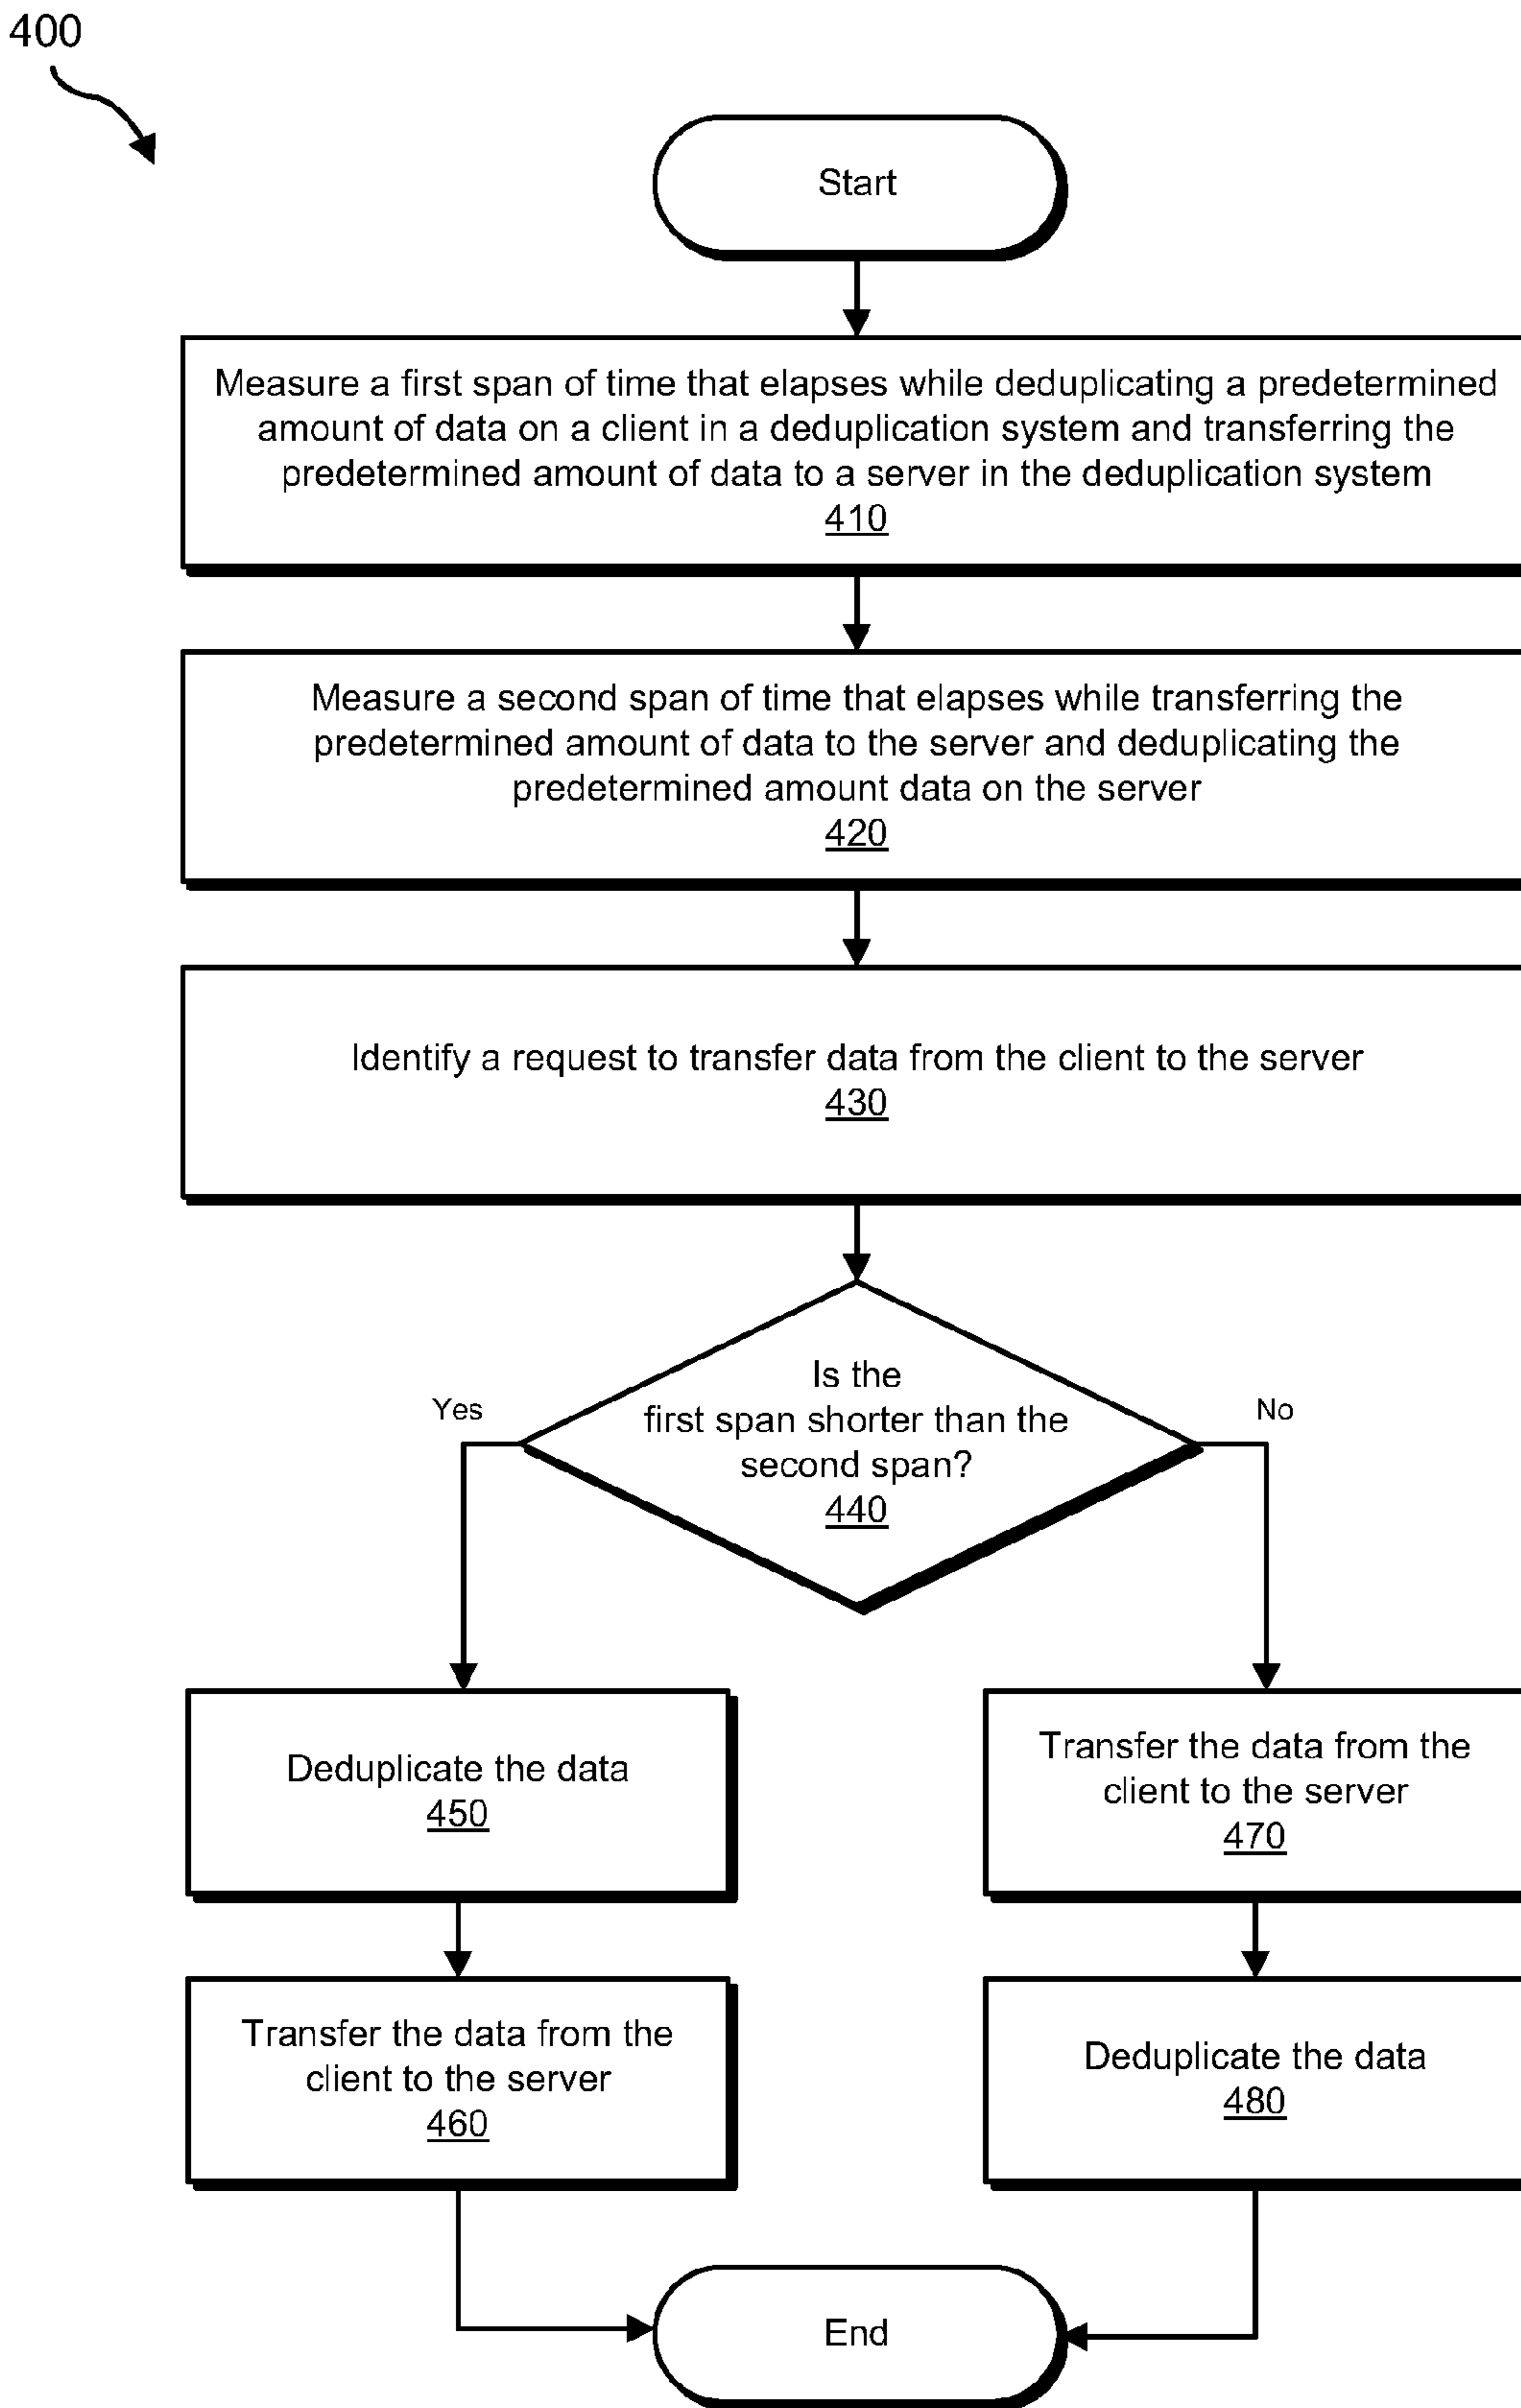 400
Start
Measure a first span of time that elapses while deduplicating a predetermined
amount of data on a client in a deduplication system and transferring the
predetermined amount of data to a server in the deduplication system
410
Measure a second span of time that elapses while transferring the
predetermined amount of data to the server and deduplicating the
predetermined amount data on the server
420
Identify a request to transfer data from the client to the server
430
Is the
first span shorter than the
second span?
440
Yes
No
Deduplicate the data
450
Transfer the data from the
client to the server
460
Transfer the data from the
client to the server
470
Deduplicate the data
480
End